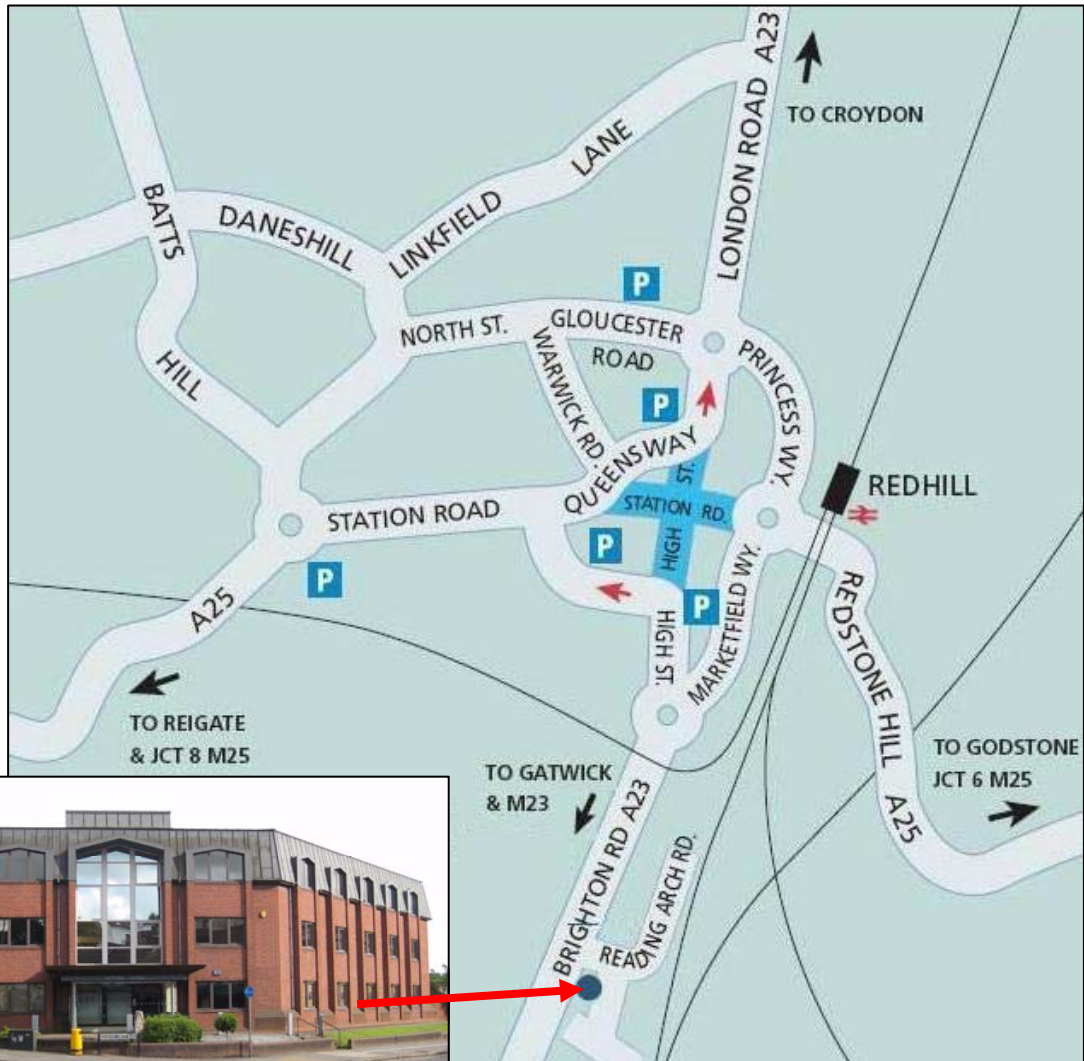 LONDON ROAD A23
TO CROYDON
BATTS
HILL
DANESHILL
LINKFIELD
LANE
P
NORTH ST.
GLOUCESTER
ROAD
WARWICK RD.
PRINCESS WY.
P
QUEENSWAY
ST.
STATION ROAD
STATION RD.
REDHILL
P
HIGH
P
P
A25
HIGH ST.
MARKETFIELD WY.
REDSTONE HILL A25
TO REIGATE
& JCT 8 M25
TO GATWICK
& M23
TO GODSTONE
JCT 6 M25
BRIGHTON RD A23
READING ARCH RD.